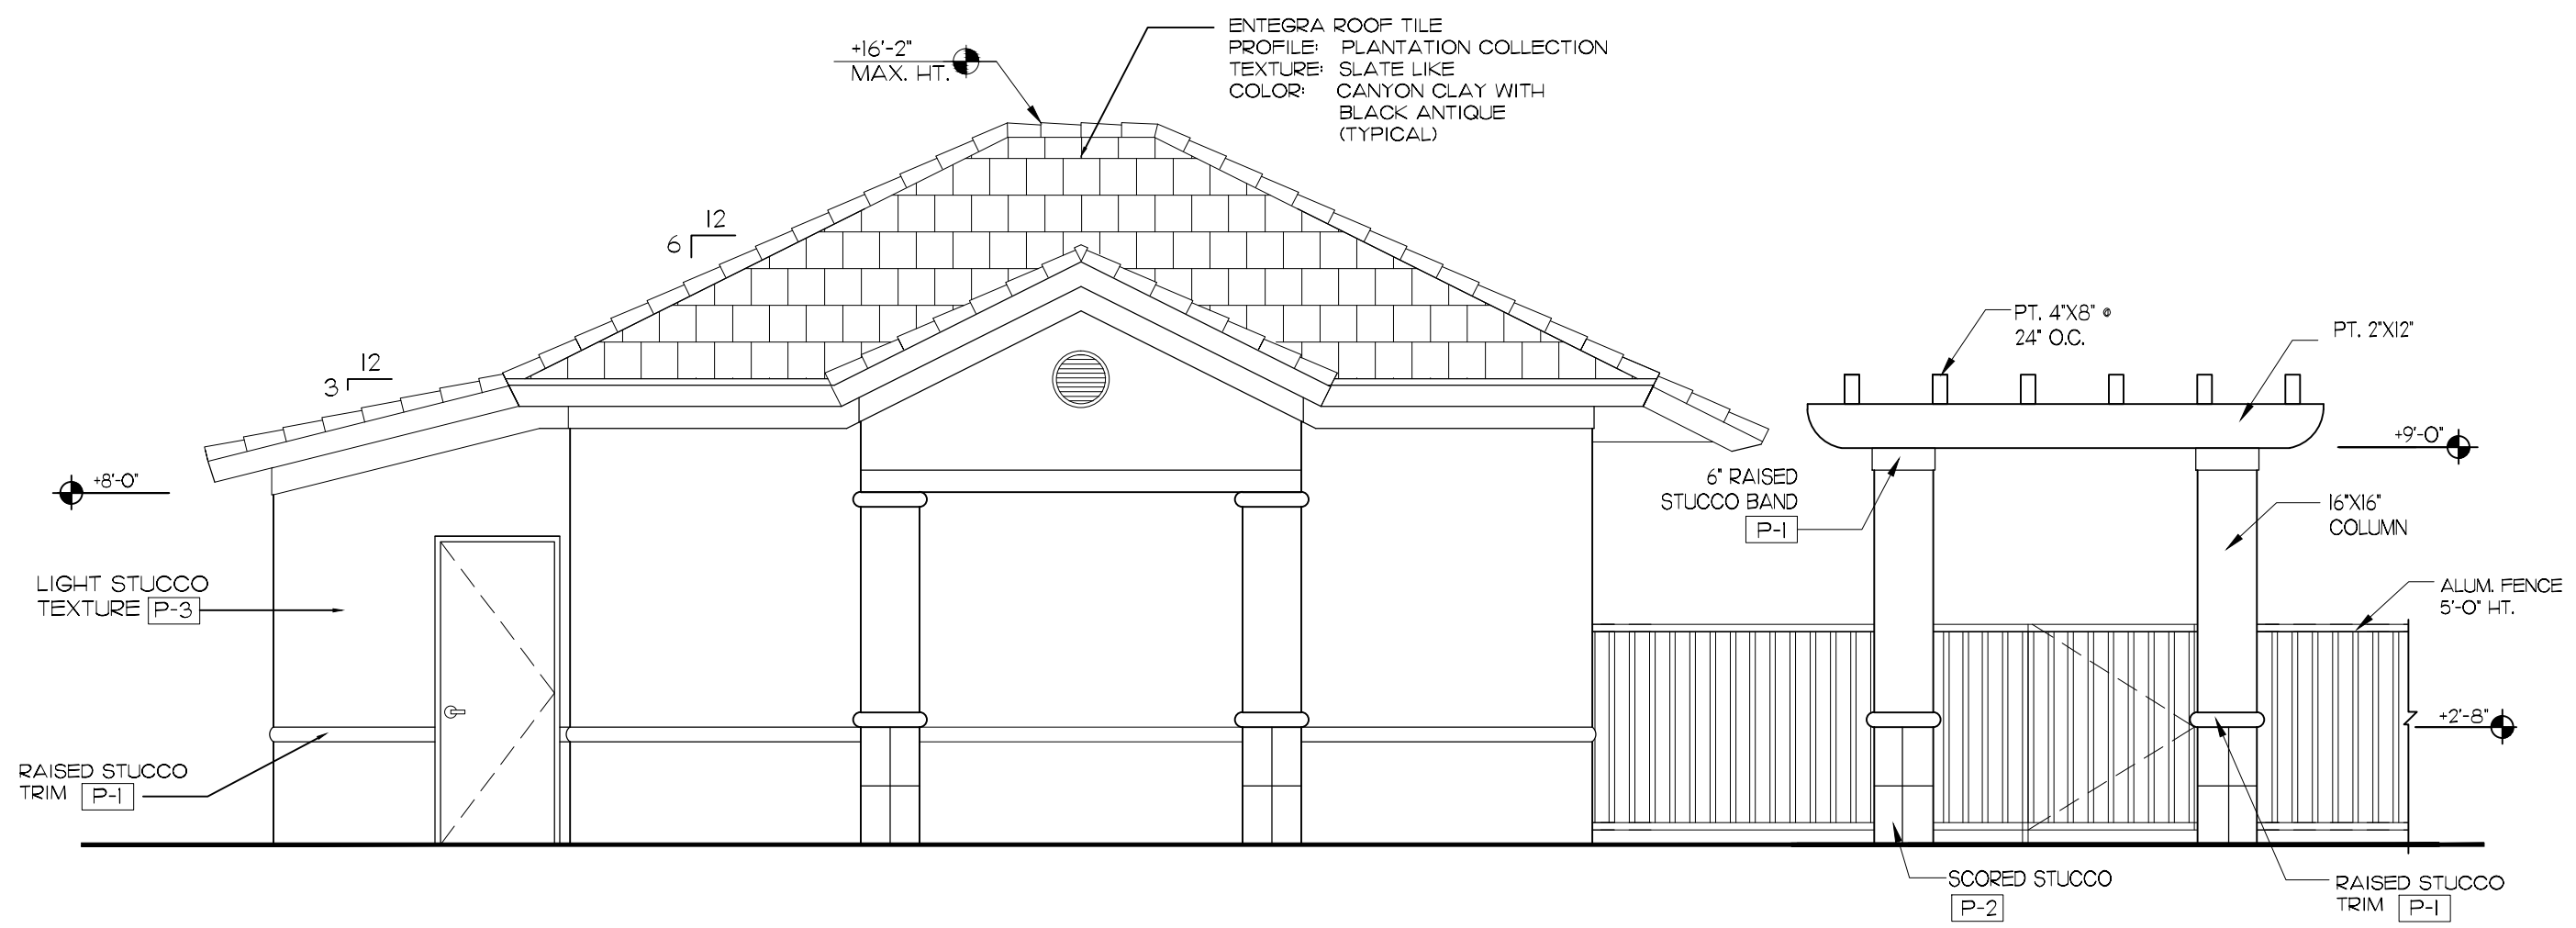 +16'-2"
MAX. HT.
ENTEGRA ROOF TILE
PROFILE: PLANTATION COLLECTION
TEXTURE: SLATE LIKE
COLOR: CANYON CLAY WITH
BLACK ANTIQUE
(TYPICAL)
12
6
12
3
PT. 4"X8" @
24" O.C.
PT. 2"X12"
+8'-0"
+9'-0"
6" RAISED
STUCCO BAND
P-1
16"X16"
COLUMN
LIGHT STUCCO
TEXTURE P-3
ALUM. FENCE
5'-0" HT.
+2'-8"
RAISED STUCCO
TRIM P-1
SCORED STUCCO
P-2
RAISED STUCCO
TRIM P-1